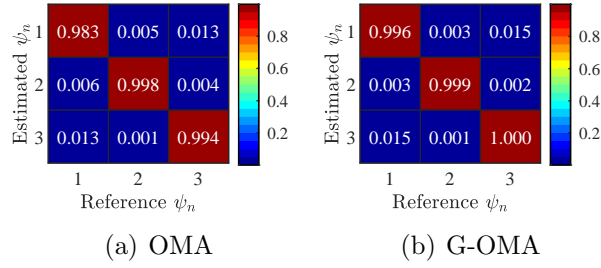 Estimated ψn
1 0.983 0.005 0.013
2 0.006 0.998 0.004
3 0.013 0.001 0.994
1 2 3
Reference ψn
0.8
0.6
0.4
0.2
(a) OMA
Estimated ψn
1 0.996 0.003 0.015
2 0.003 0.999 0.002
3 0.015 0.001 1.000
1 2 3
Reference ψn
0.8
0.6
0.4
0.2
(b) G-OMA